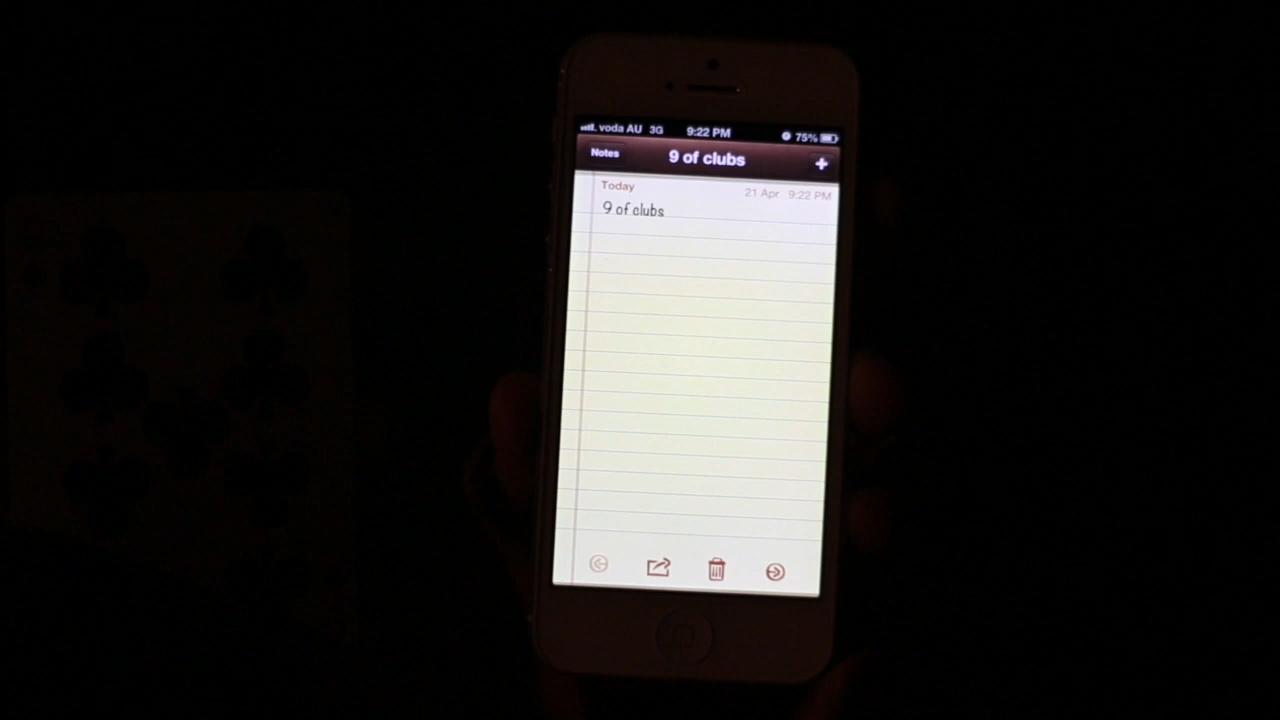 voda AU 3G 9:22 PM 75%
Notes 9 of clubs +
Today 21 Apr 9:22 PM
9 of clubs